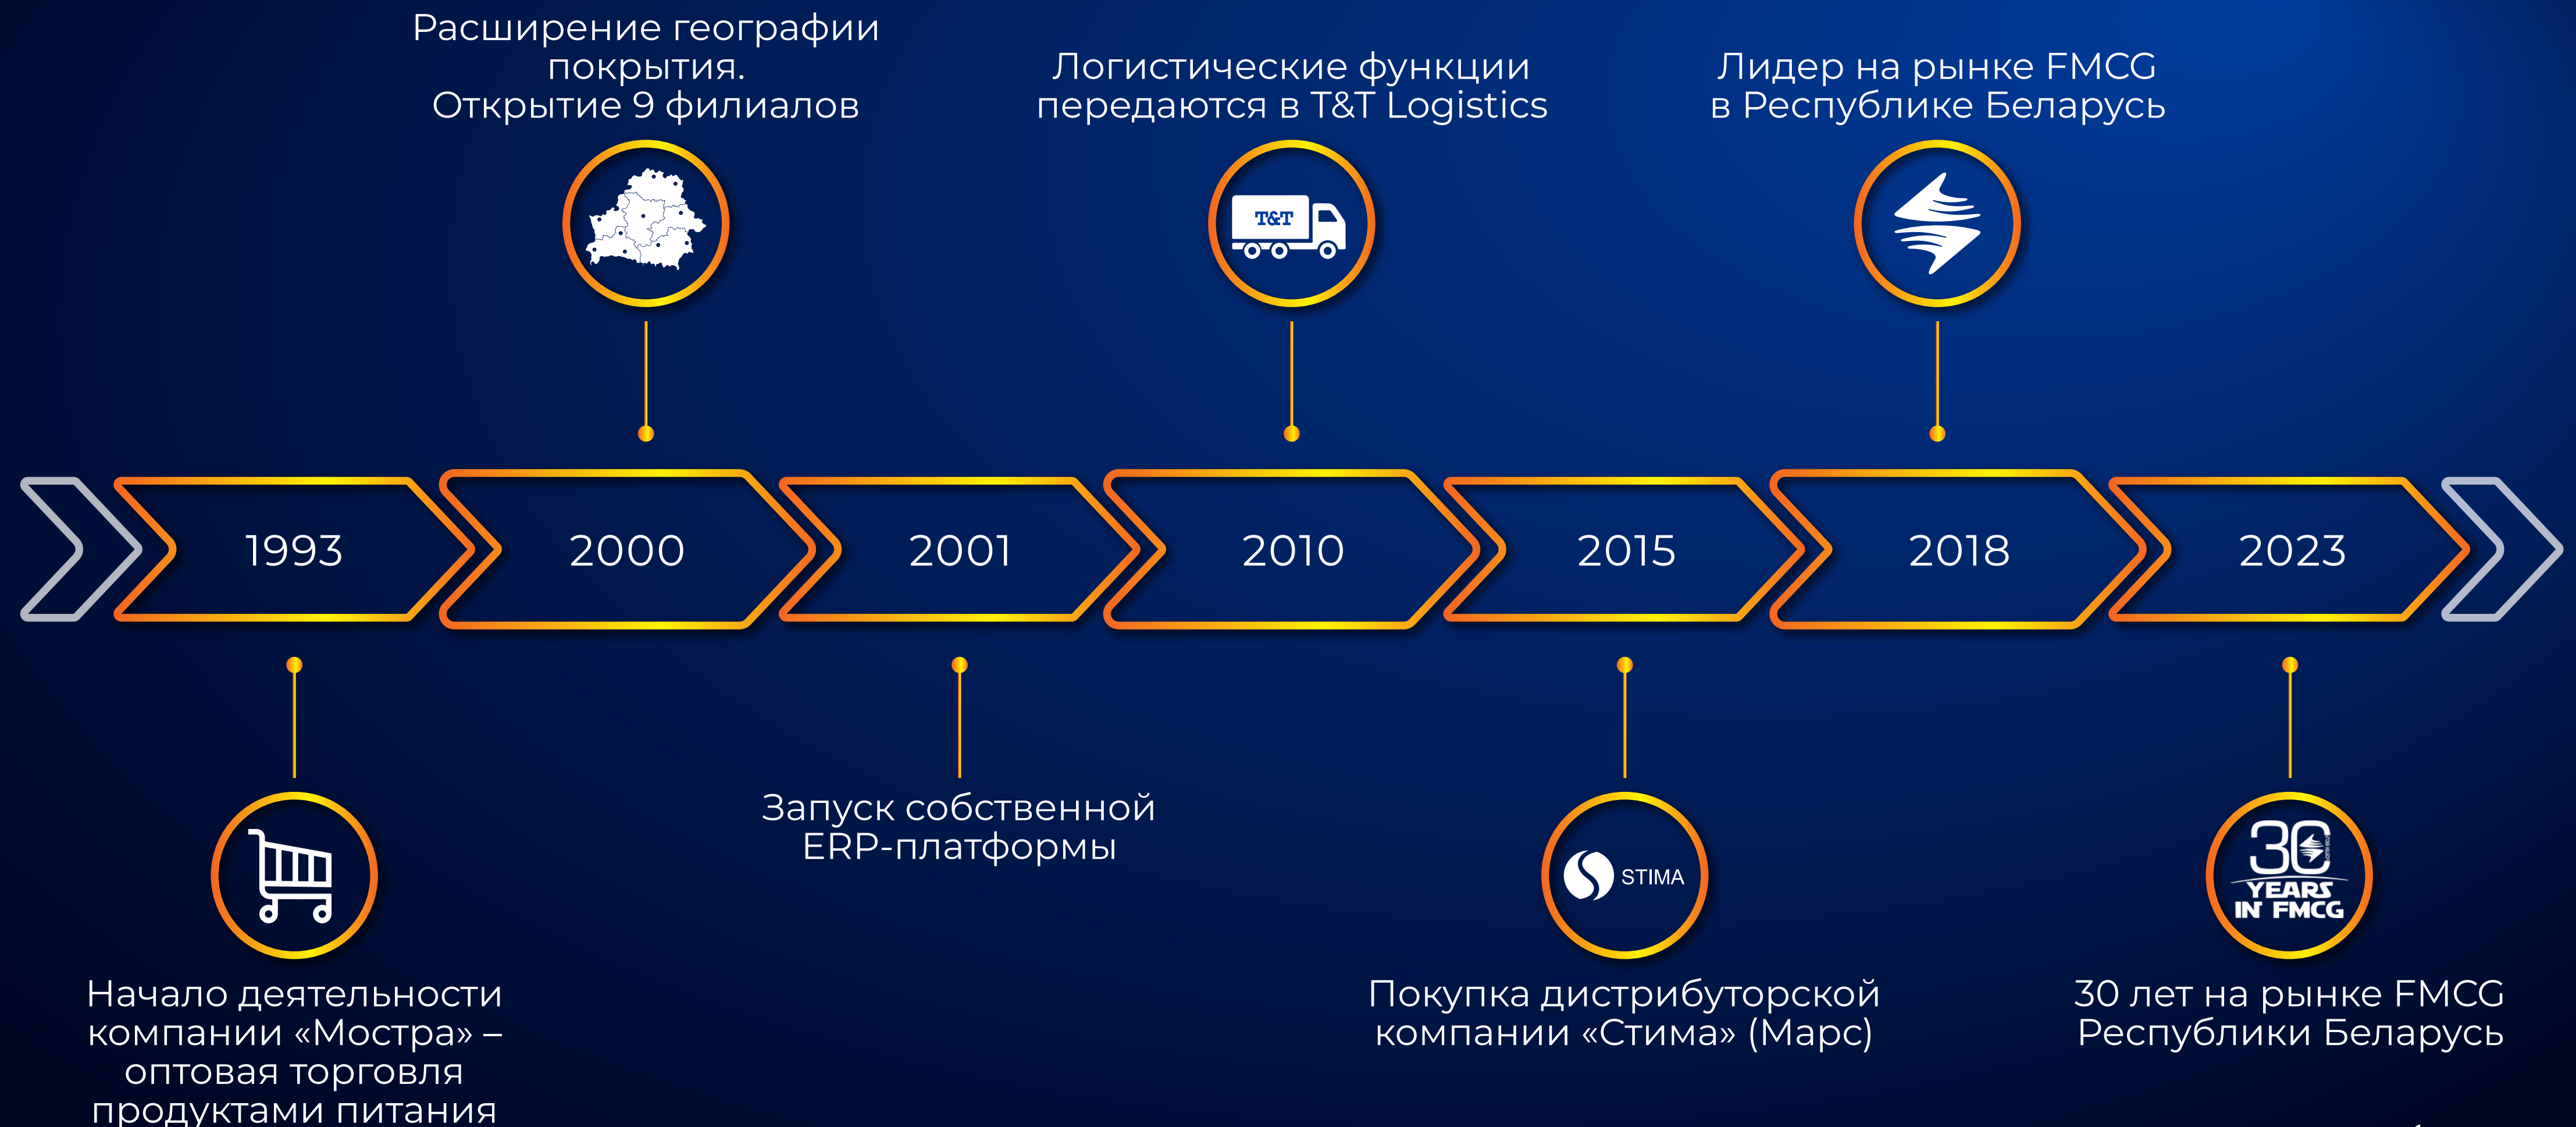 Расширение географии
покрытия.
Открытие 9 филиалов
Логистические функции
передаются в T&T Logistics
Лидер на рынке FMCG
в Республике Беларусь
T&T
1993
2000
2001
2010
2015
2018
2023
Запуск собственной
ERP-платформы
STIMA
30
YEARS
IN FMCG
Начало деятельности
компании «Мостра» –
оптовая торговля
продуктами питания
Покупка дистрибуторской
компании «Стима» (Марс)
30 лет на рынке FMCG
Республики Беларусь